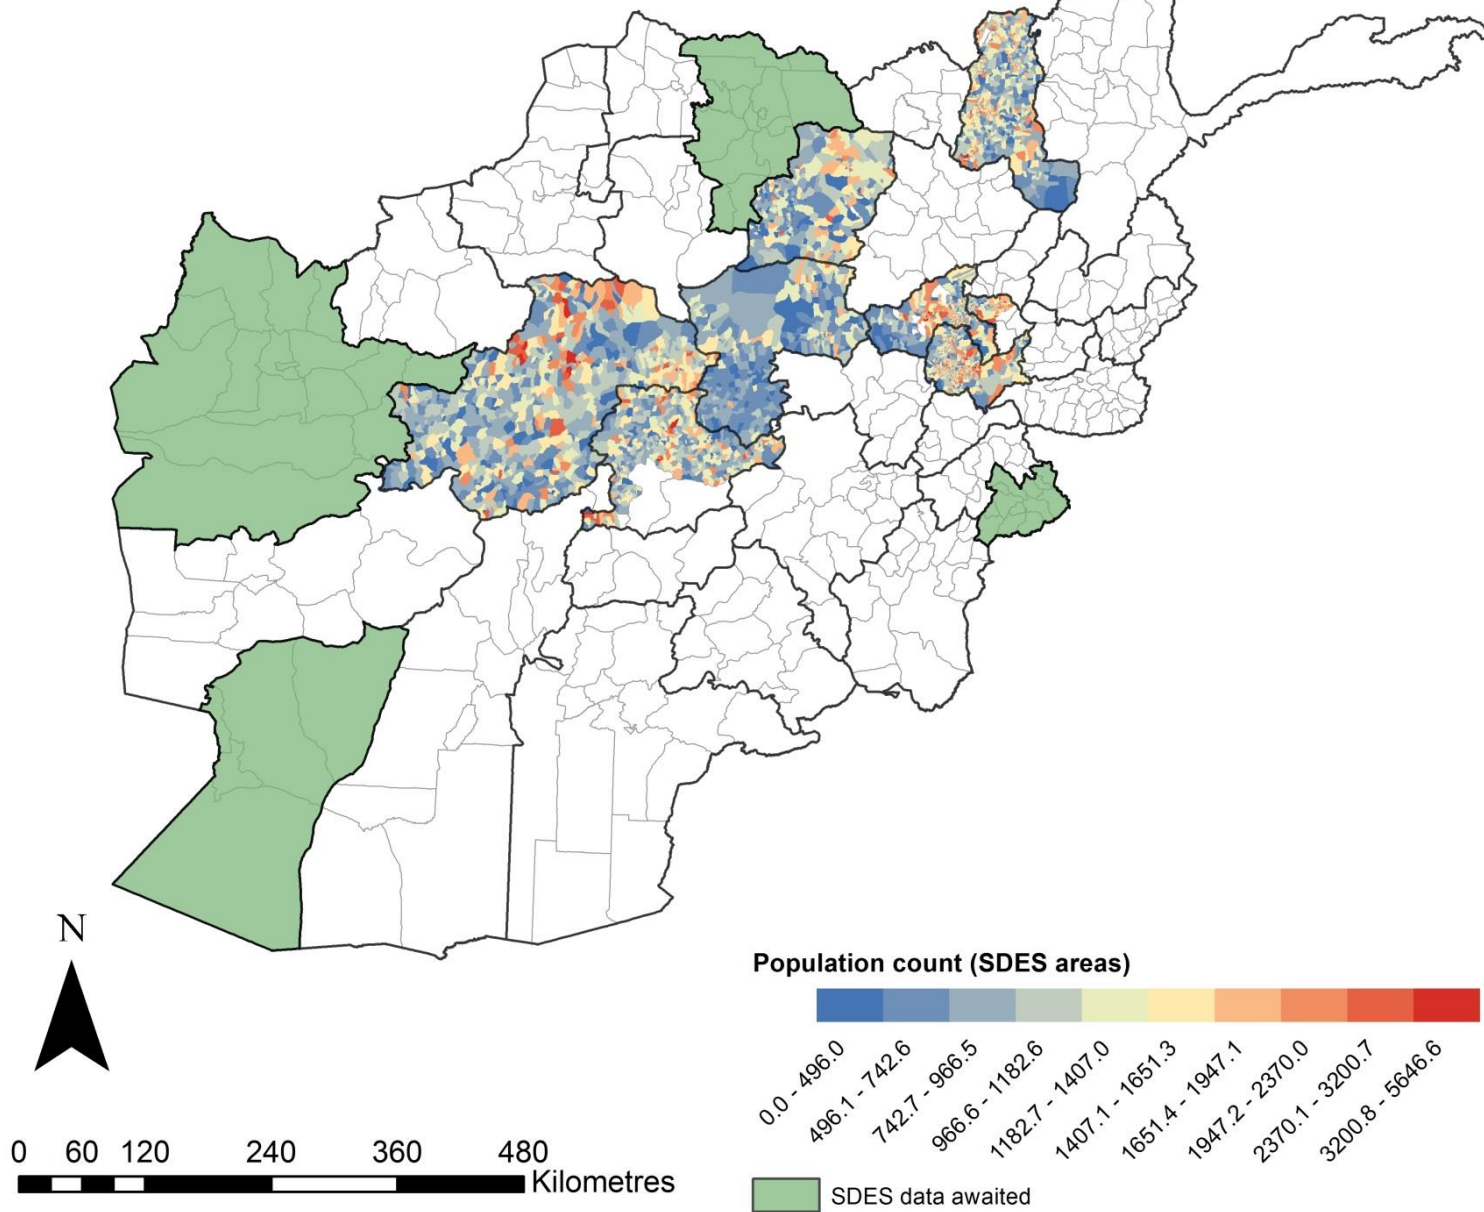 N
0 60 120 240 360 480
Kilometres
Population count (SDES areas)
0.0 - 496.0
496.1 - 742.6
742.7 - 966.5
966.6 - 1182.6
1182.7 - 1407.0
1407.1 - 1651.3
1651.4 - 1947.1
1947.2 - 2370.0
2370.1 - 3200.7
3200.8 - 5646.6
SDES data awaited